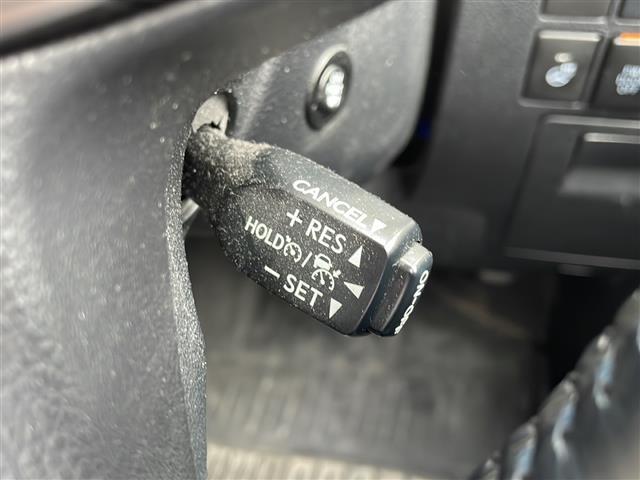 CANCEL
+ RES
HOLD /
− SET
ON-OFF